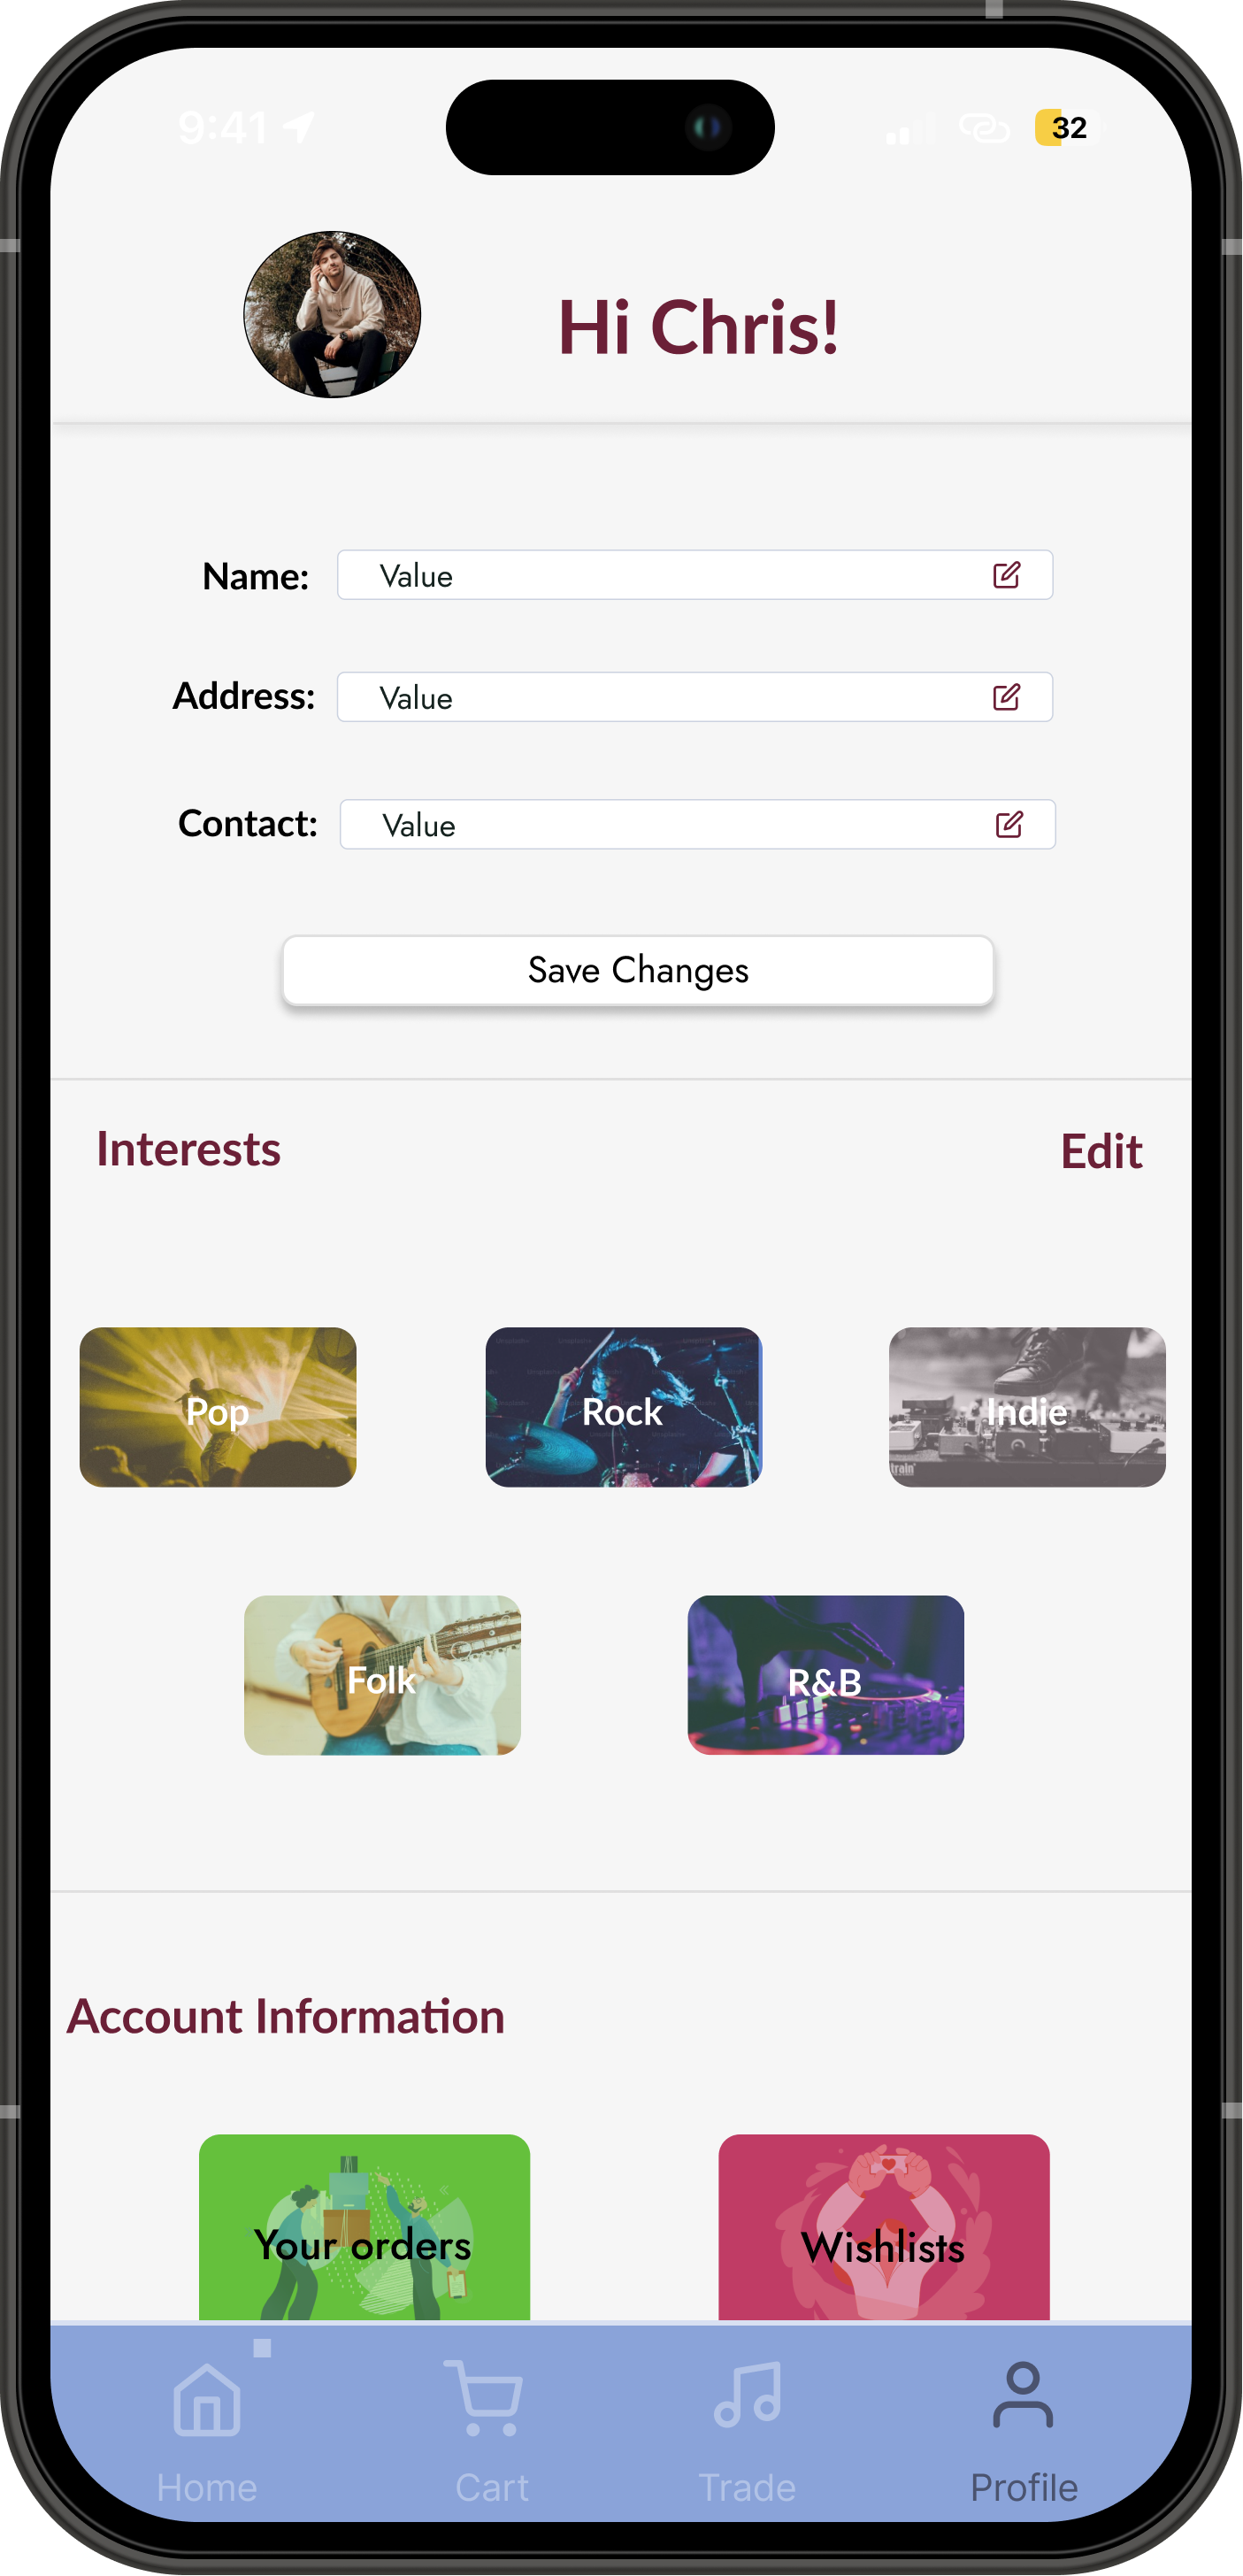 9:41
32
Hi Chris!
Name:
Value
Address:
Value
Contact:
Value
Save Changes
Interests
Edit
Pop
Rock
Indie
train
Folk
R&B
Account Information
Your orders
Wishlists
Home
Cart
Trade
Profile